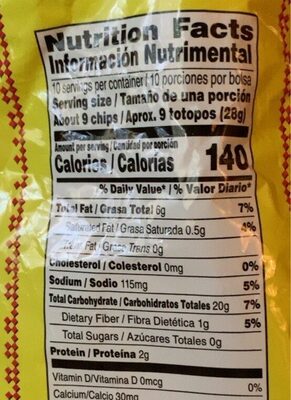 Nutrition Facts
Información Nutrimental
10 servings per container / 10 porciones por bolsa
Serving size / Tamaño de una porción
About 9 chips / Aprox. 9 totopos (28g)
Amount per serving / Cantidad por porción
Calories / Calorías 140
% Daily Value* / % Valor Diario*
Total Fat / Grasa Total 6g 7%
Saturated Fat / Grasa Saturada 0.5g 4%
Trans Fat / Grasa Trans 0g
Cholesterol / Colesterol 0mg 0%
Sodium / Sodio 115mg 5%
Total Carbohydrate / Carbohidratos Totales 20g 7%
Dietary Fiber / Fibra Dietética 1g 5%
Total Sugars / Azúcares Totales 0g
Protein / Proteína 2g
Vitamin D/Vitamina D 0mcg 0%
Calcium/Calcio 30mg